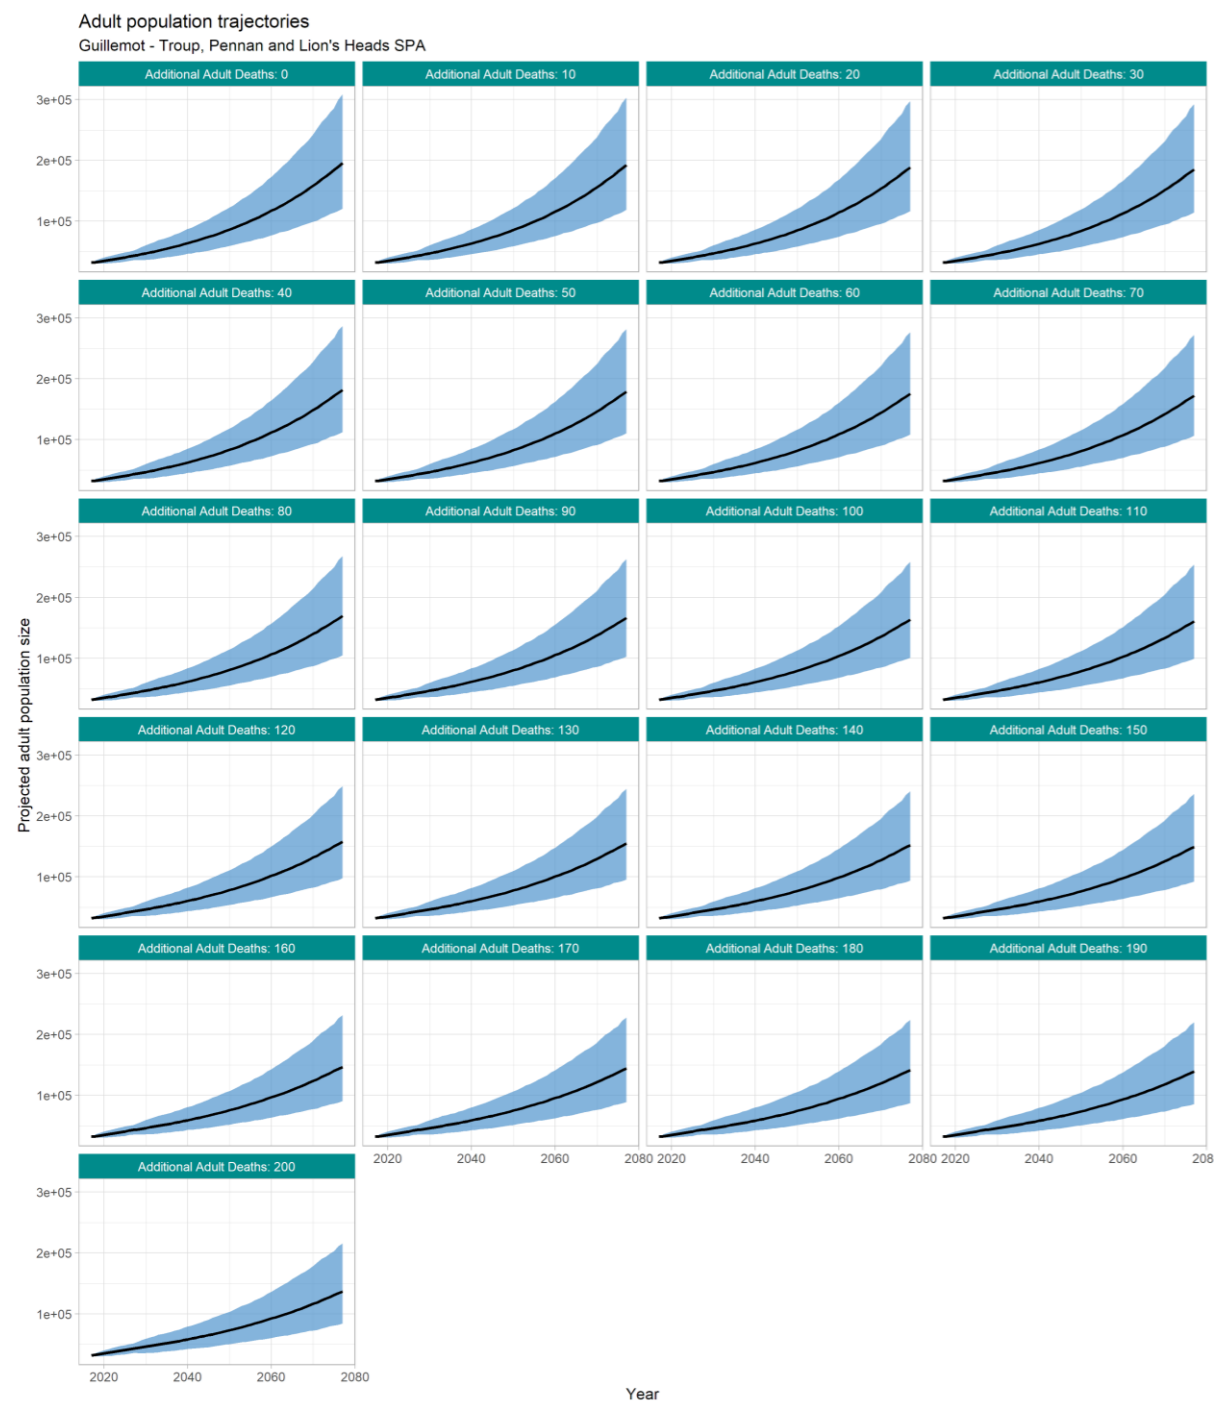 Adult population trajectories
Guillemot - Troup, Pennan and Lion's Heads SPA
Additional Adult Deaths: 0
Additional Adult Deaths: 10
Additional Adult Deaths: 20
Additional Adult Deaths: 30
3e+05
2e+05
1e+05
Additional Adult Deaths: 40
Additional Adult Deaths: 50
Additional Adult Deaths: 60
Additional Adult Deaths: 70
3e+05
2e+05
1e+05
Additional Adult Deaths: 80
Additional Adult Deaths: 90
Additional Adult Deaths: 100
Additional Adult Deaths: 110
3e+05
2e+05
1e+05
Projected adult population size
Additional Adult Deaths: 120
Additional Adult Deaths: 130
Additional Adult Deaths: 140
Additional Adult Deaths: 150
3e+05
2e+05
1e+05
Additional Adult Deaths: 160
Additional Adult Deaths: 170
Additional Adult Deaths: 180
Additional Adult Deaths: 190
3e+05
2e+05
1e+05
2020 2040 2060 2080
2020 2040 2060 2080
2020 2040 2060 208
Additional Adult Deaths: 200
3e+05
2e+05
1e+05
2020 2040 2060 2080
Year